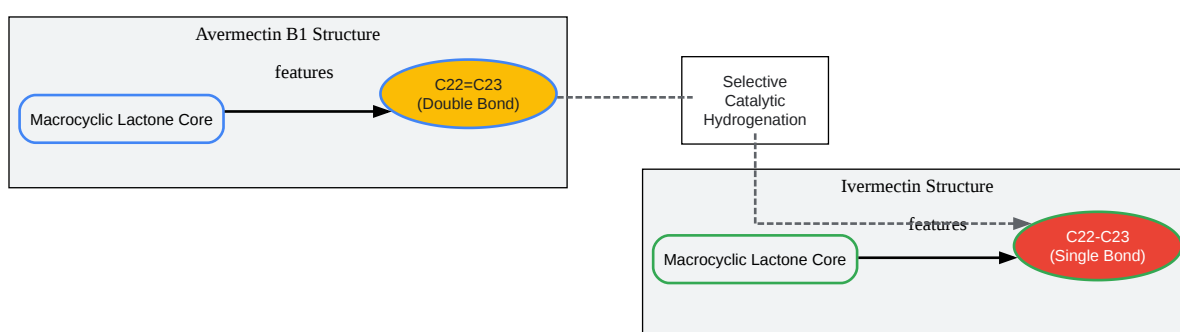 Avermectin B1 Structure
features
C22=C23
(Double Bond)
Macrocyclic Lactone Core
Selective
Catalytic
Hydrogenation
Ivermectin Structure
features
C22-C23
(Single Bond)
Macrocyclic Lactone Core